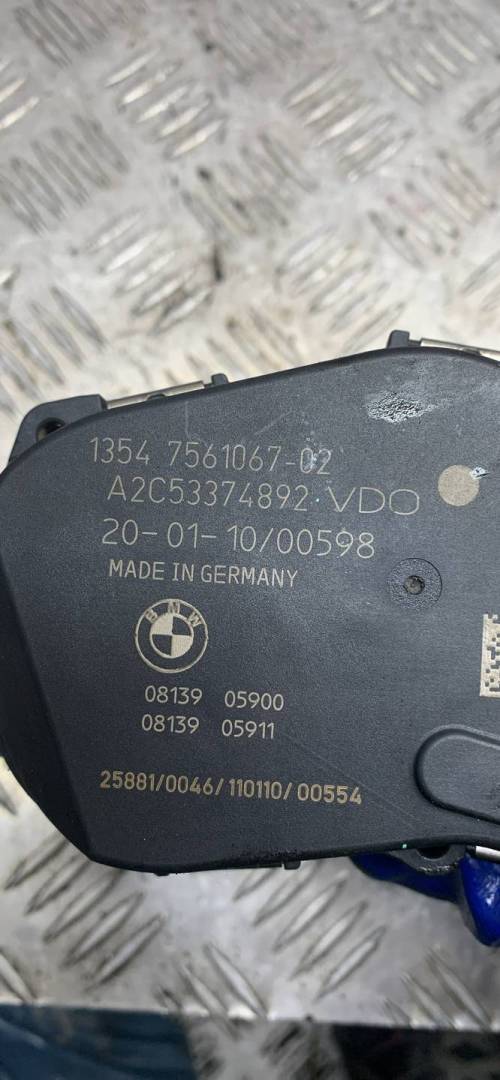 1354 7561067-02
A2C53374892 VDO
20-01-10/00598
MADE IN GERMANY
BMW
08139 05900
08139 05911
25881/0046/110110/00554